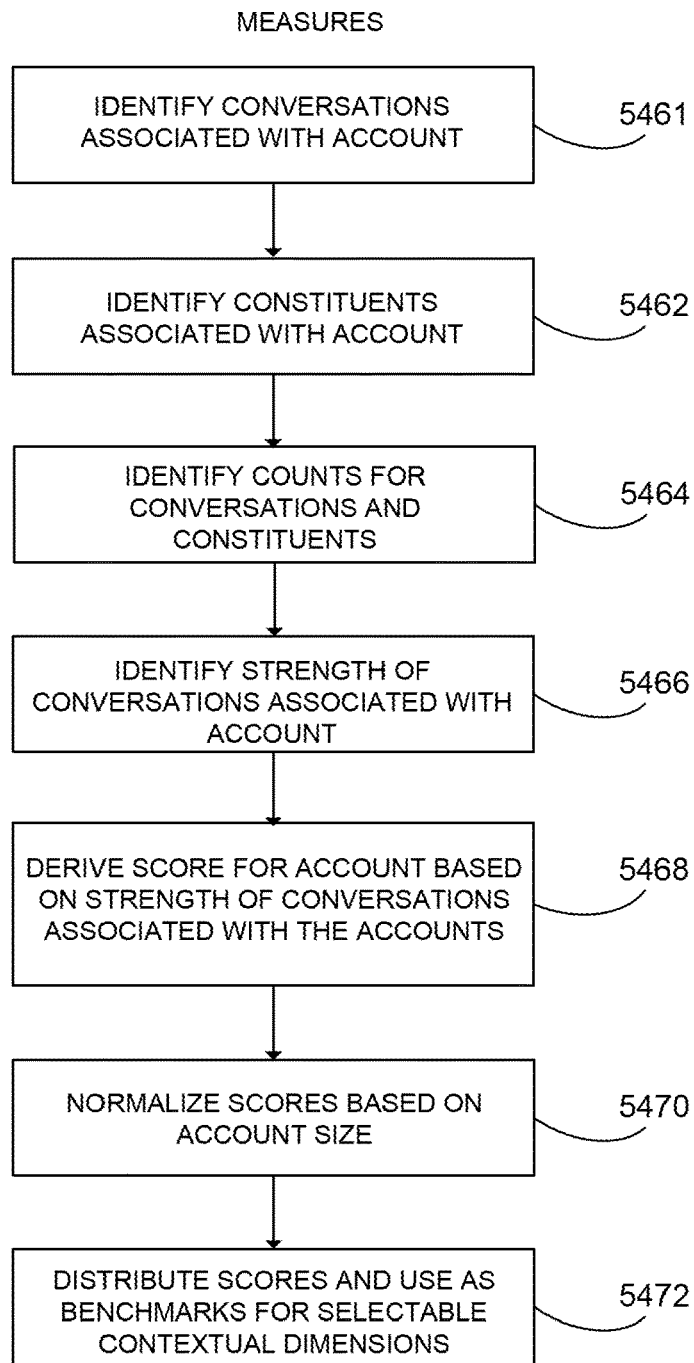 MEASURES
IDENTIFY CONVERSATIONS
ASSOCIATED WITH ACCOUNT
5461
IDENTIFY CONSTITUENTS
ASSOCIATED WITH ACCOUNT
5462
IDENTIFY COUNTS FOR
CONVERSATIONS AND
CONSTITUENTS
5464
IDENTIFY STRENGTH OF
CONVERSATIONS ASSOCIATED WITH
ACCOUNT
5466
DERIVE SCORE FOR ACCOUNT BASED
ON STRENGTH OF CONVERSATIONS
ASSOCIATED WITH THE ACCOUNTS
5468
NORMALIZE SCORES BASED ON
ACCOUNT SIZE
5470
DISTRIBUTE SCORES AND USE AS
BENCHMARKS FOR SELECTABLE
CONTEXTUAL DIMENSIONS
5472